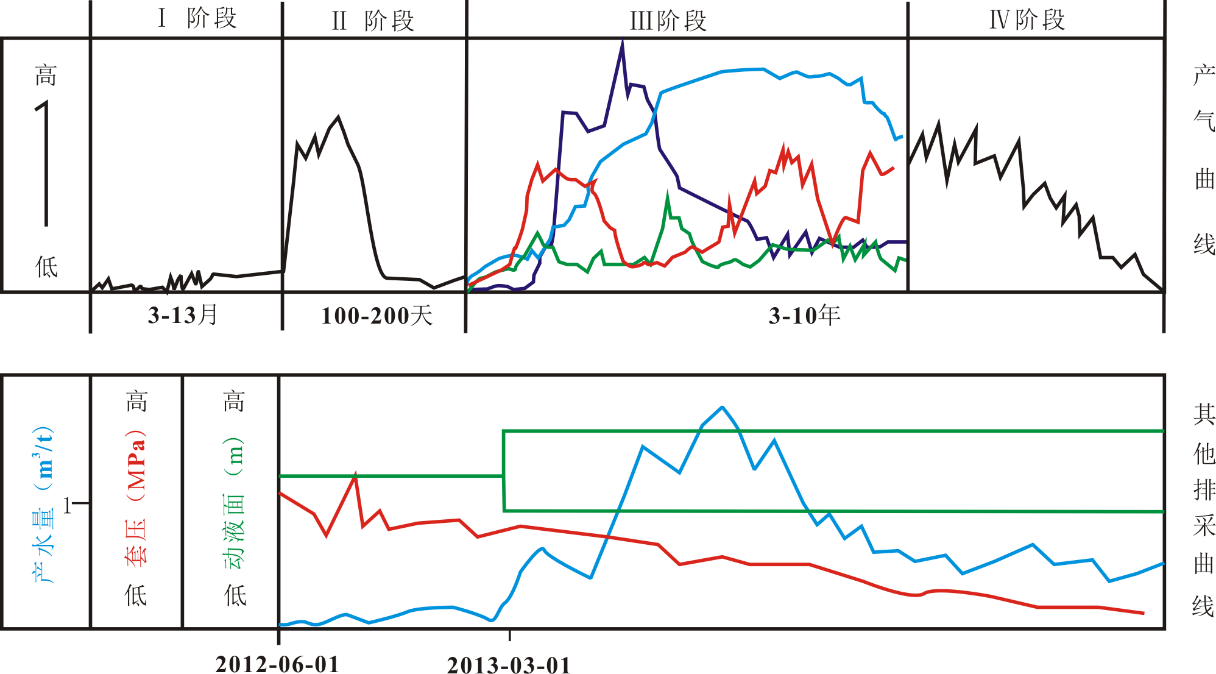 Ⅰ 阶段
Ⅱ 阶段
Ⅲ阶段
Ⅳ阶段
高
低
产气曲线
3-13月
100-200天
3-10年
产水量（m³/t）
1
高
套压（MPa）
低
高
动液面（m）
低
其他排采曲线
2012-06-01
2013-03-01